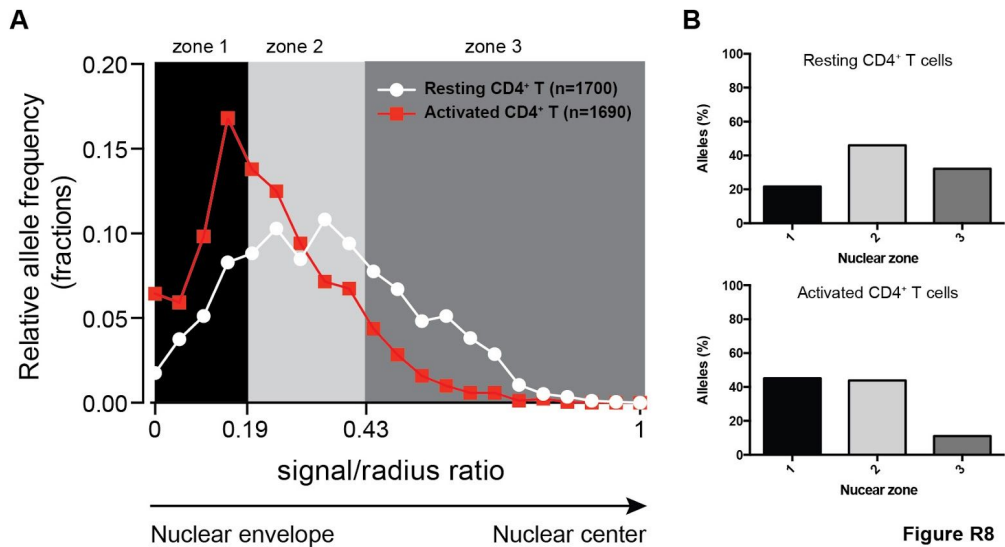 A
zone 1 zone 2 zone 3
0.20
0.15
0.10
0.05
0.00
Relative allele frequency
(fractions)
Resting CD4⁺ T (n=1700)
Activated CD4⁺ T (n=1690)
0 0.19 0.43 1
signal/radius ratio
Nuclear envelope Nuclear center
B
Resting CD4⁺ T cells
100
80
60
40
20
0
Alleles (%)
1 2 3
Nuclear zone
Activated CD4⁺ T cells
100
80
60
40
20
0
Alleles (%)
1 2 3
Nucear zone
Figure R8